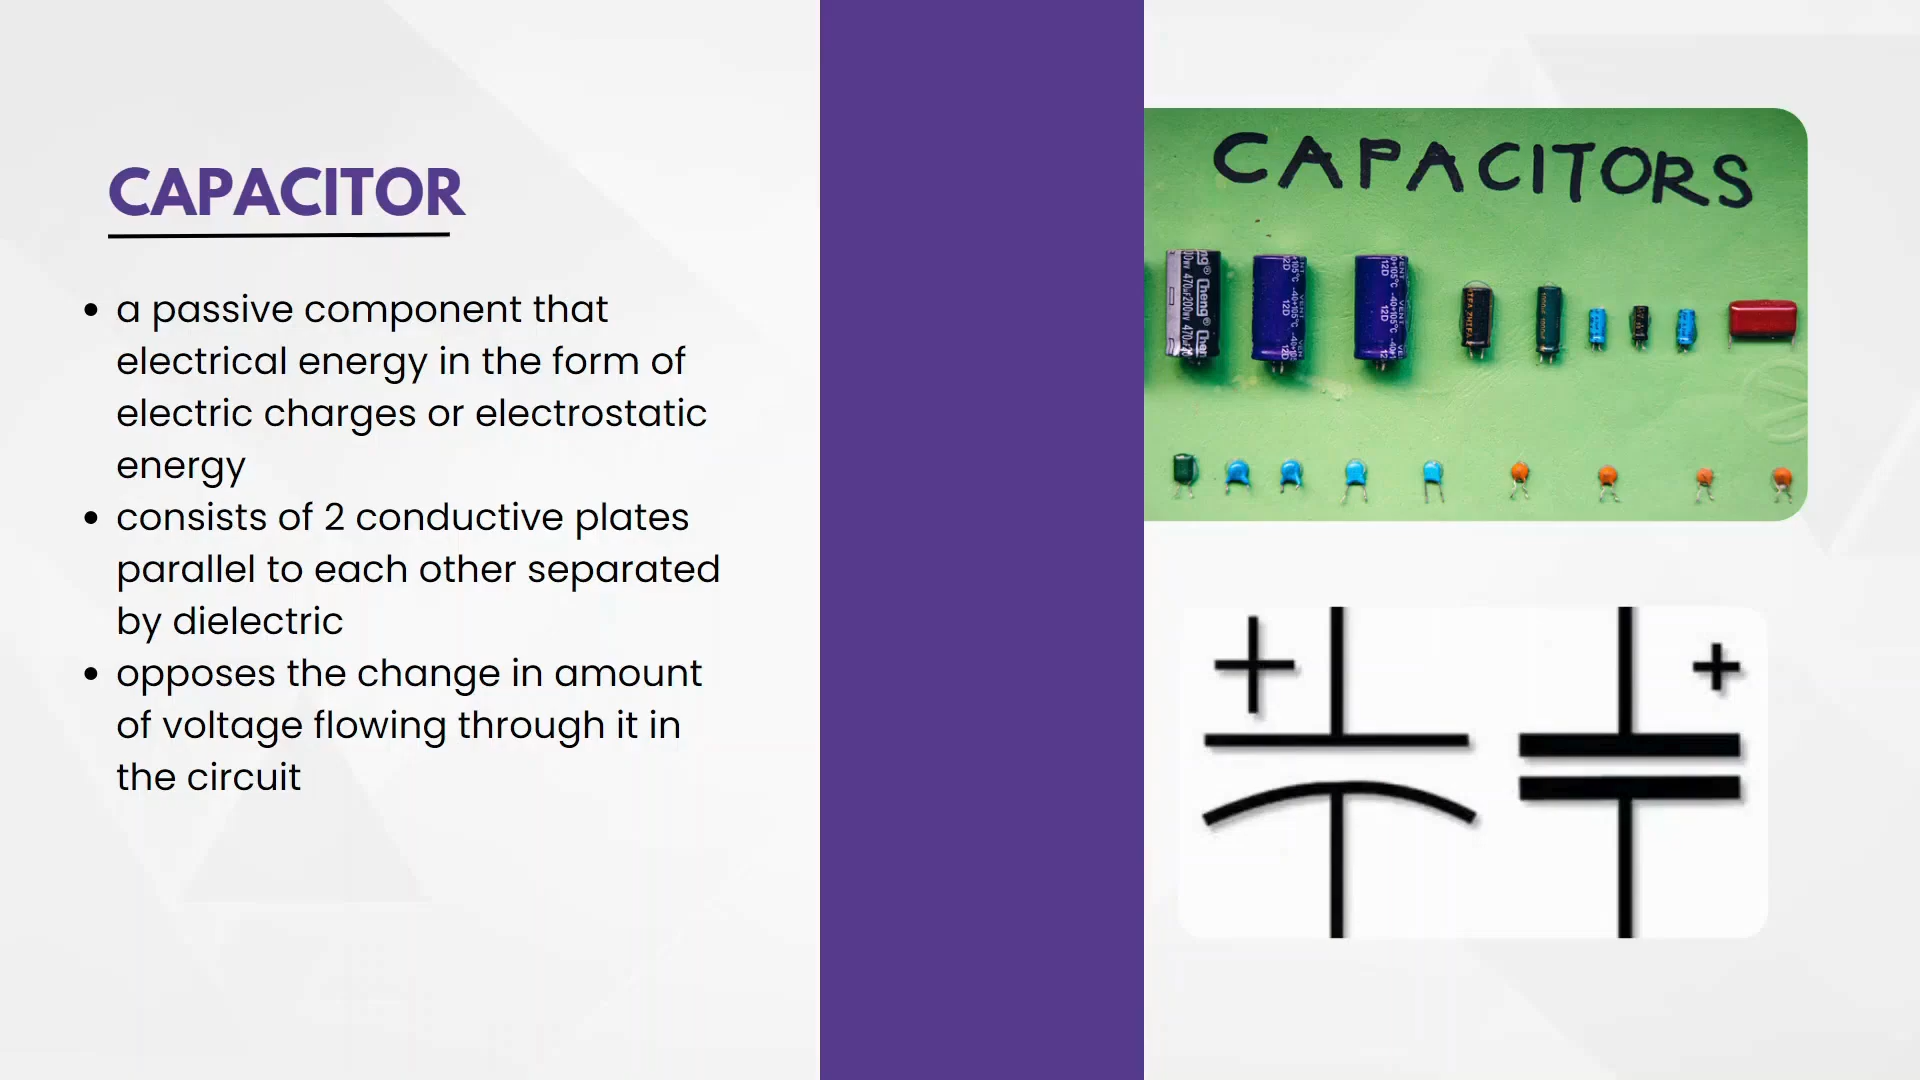 CAPACITOR
• a passive component that
electrical energy in the form of
electric charges or electrostatic
energy
• consists of 2 conductive plates
parallel to each other separated
by dielectric
• opposes the change in amount
of voltage flowing through it in
the circuit
CAPACITORS
+
+